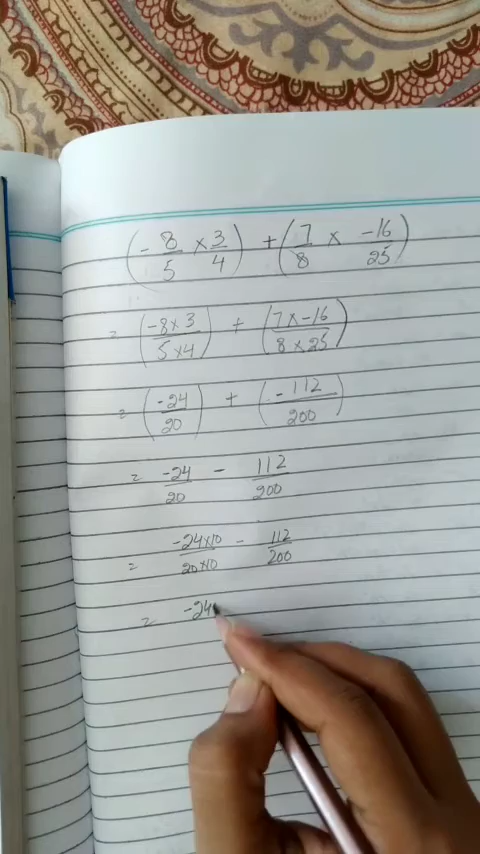 (-8/5 × 3/4) + (7/8 × -16/25)
= (-8×3/5×4) + (7×-16/8×25)
= (-24/20) + (-112/200)
= -24/20 - 112/200
= -24×10/20×10 - 112/200
= -24